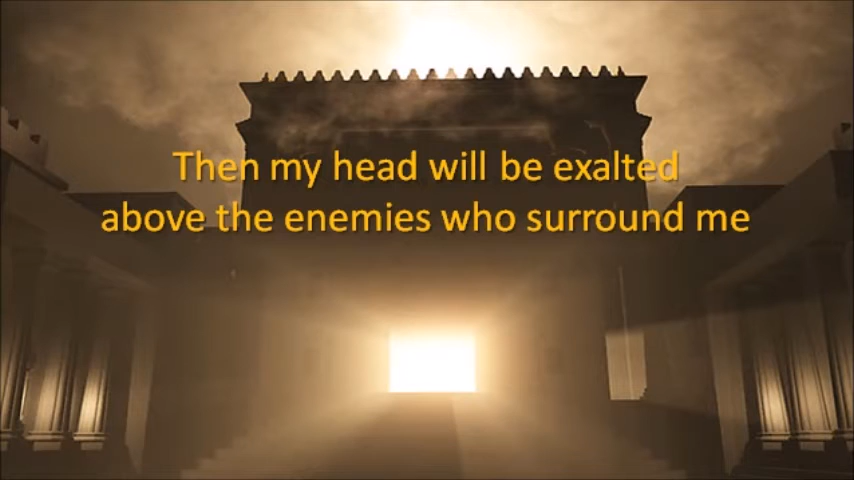 Then my head will be exalted
above the enemies who surround me